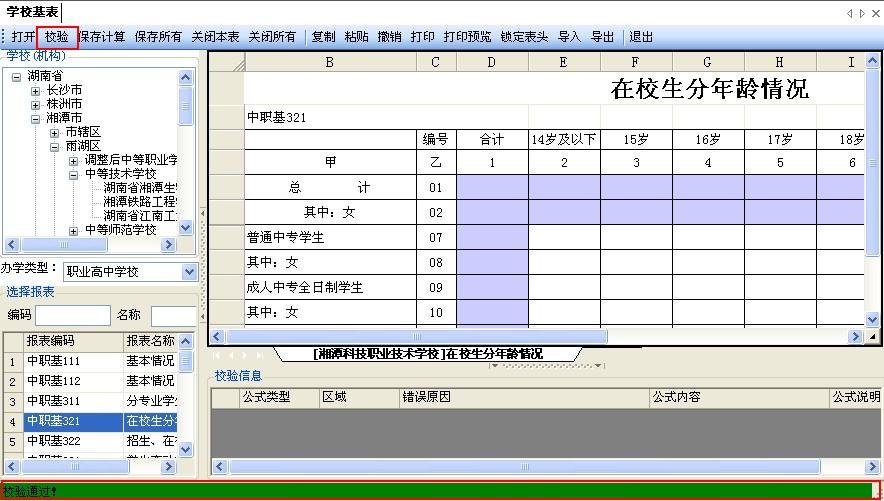 学校基表
打开 校验 保存计算 保存所有 关闭本表 关闭所有 复制 粘贴 撤销 打印 打印预览 锁定表头 导入 导出 退出
学校(机构)
湖南省
长沙市
株洲市
湘潭市
市辖区
雨湖区
调整后中等职业学
中等技术学校
湖南省湘潭生
湘潭铁路工程
湖南省江南工
中等师范学校
办学类型： 职业高中学校
选择报表
编码 名称
报表编码 报表名称
1 中职基111 基本情况
2 中职基112 基本情况
3 中职基311 分专业学
4 中职基321 在校生分
5 中职基322 招生、在
B C D E F G H I
在校生分年龄情况
中职基321
编号 合计 14岁及以下 15岁 16岁 17岁 18岁
甲 乙 1 2 3 4 5 6
总 计 01
其中：女 02
普通中专学生 07
其中：女 08
成人中专全日制学生 09
其中：女 10
[湘潭科技职业技术学校]在校生分年龄情况
校验信息
公式类型 区域 错误原因 公式内容 公式说明
校验通过！